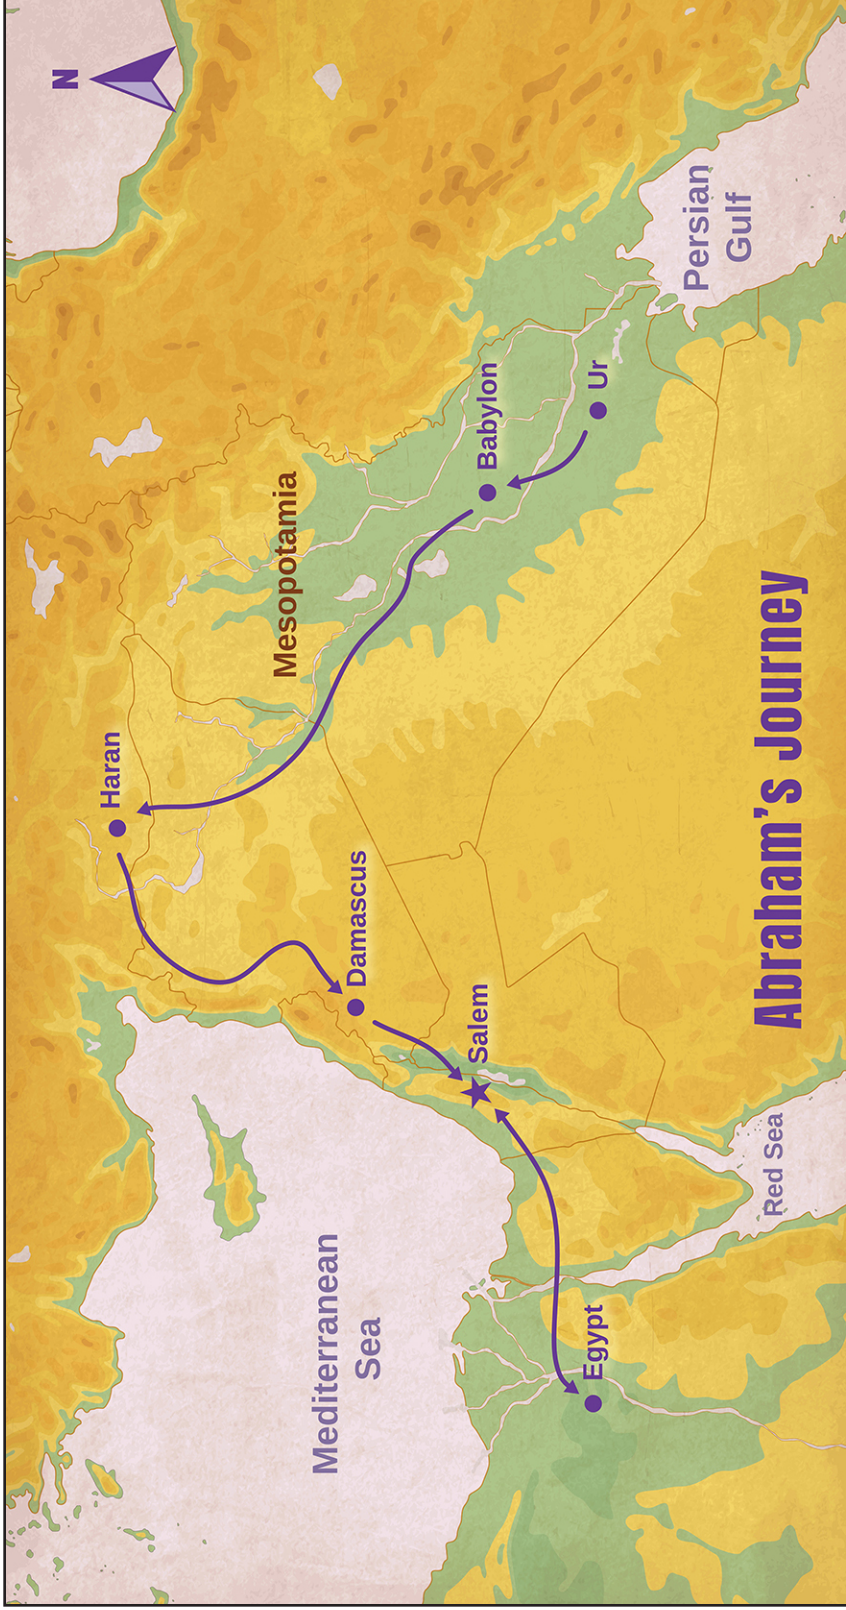 N
Haran
Mesopotamia
Babylon
Ur
Persian
Gulf
Damascus
Salem
Mediterranean
Sea
Egypt
Red Sea
Abraham’s Journey